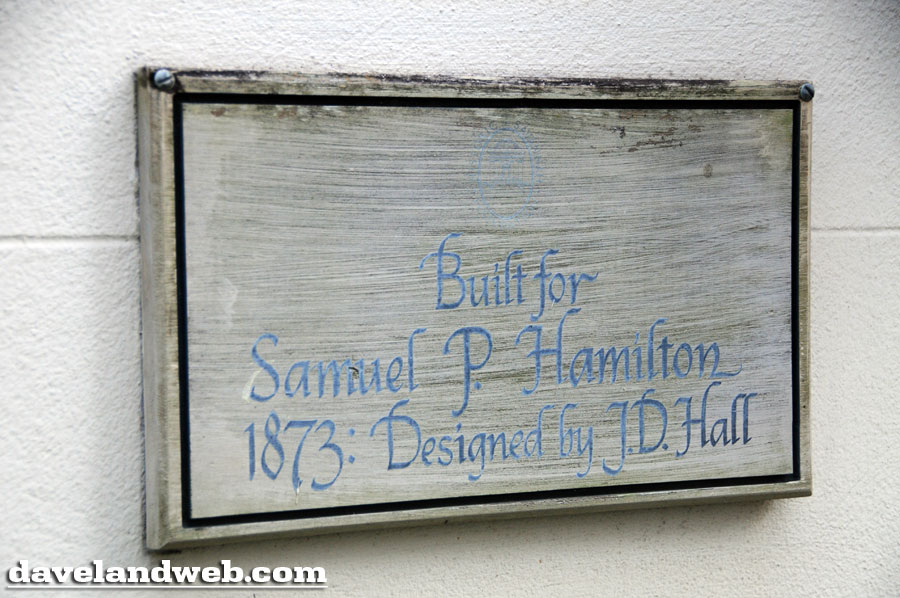 Built for
Samuel P. Hamilton
1873: Designed by J.D. Hall
davelandweb.com